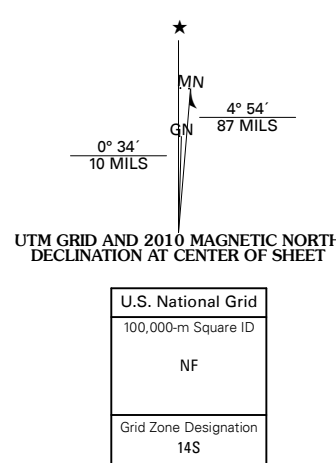 ★
MN
GN
4° 54´
87 MILS
0° 34´
10 MILS
UTM GRID AND 2010 MAGNETIC NORTH
DECLINATION AT CENTER OF SHEET
U.S. National Grid
100,000-m Square ID
NF
Grid Zone Designation
14S